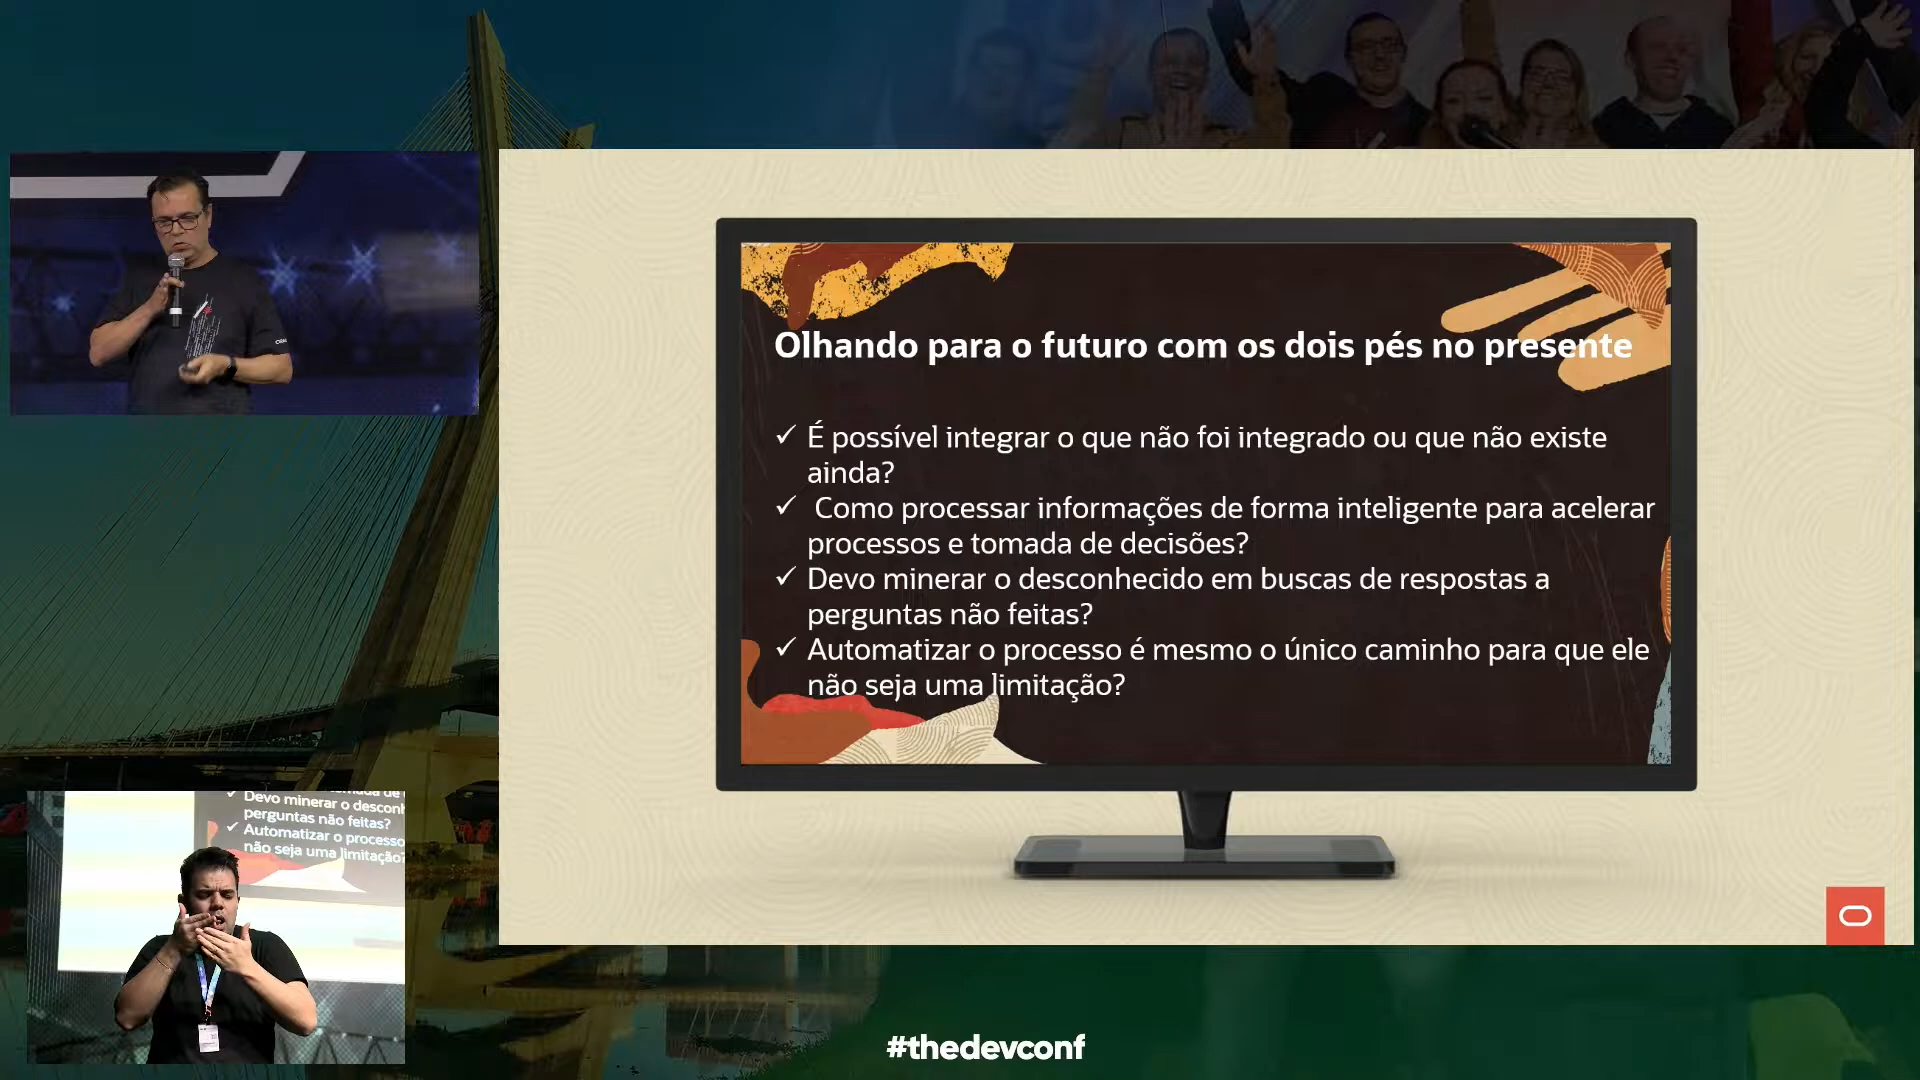 Olhando para o futuro com os dois pés no presente
✓ É possível integrar o que não foi integrado ou que não existe
ainda?
✓ Como processar informações de forma inteligente para acelerar
processos e tomada de decisões?
✓ Devo minerar o desconhecido em buscas de respostas a
perguntas não feitas?
✓ Automatizar o processo é mesmo o único caminho para que ele
não seja uma limitação?
✓ Devo minerar o desconh
perguntas não feitas?
✓ Automatizar o processo
não seja uma limitação?
#thedevconf